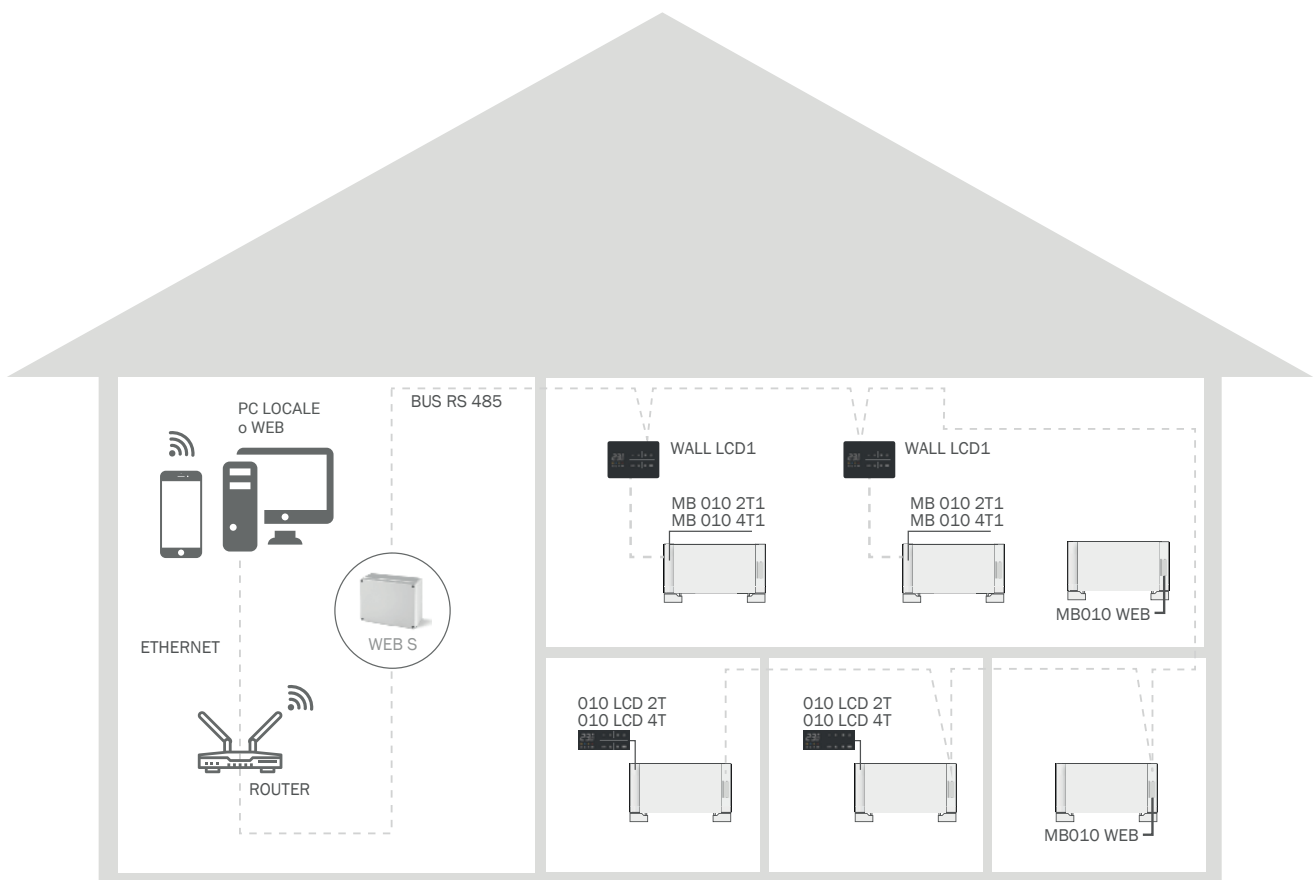 PC LOCALE
o WEB
BUS RS 485
WALL LCD1
WALL LCD1
MB 010 2T1
MB 010 4T1
MB 010 2T1
MB 010 4T1
MB010 WEB
WEB S
ETHERNET
ROUTER
010 LCD 2T
010 LCD 4T
010 LCD 2T
010 LCD 4T
MB010 WEB